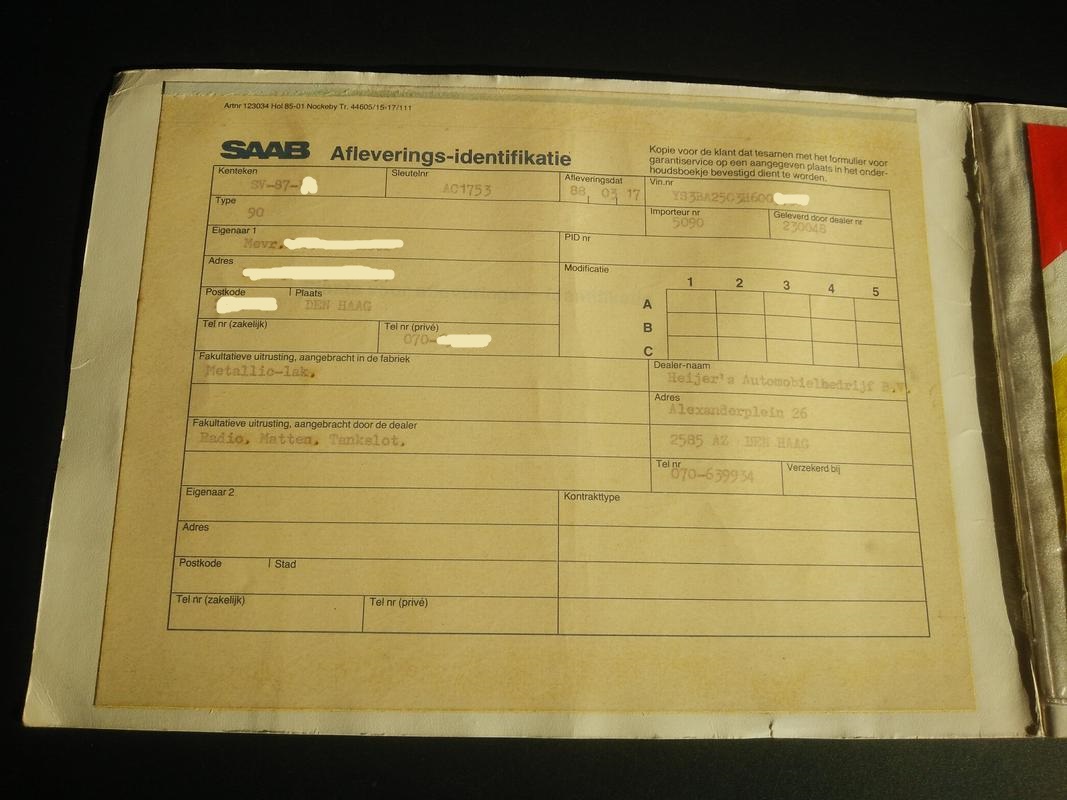 Artnr 123034 Hol 85-01 Nockeby Tr. 44605/15-17/111
SAAB Afleverings-identifikatie
Kopie voor de klant dat tesamen met het formulier voor
garantiservice op een aangegeven plaats in het onder-
houdsboekje bevestigd dient te worden.
Kenteken Sleutelnr Afleveringsdat Vin.nr
SV-87- AC1753 88 03 17 YS3BA25C3H600
Type Importeur nr Geleverd door dealer nr
90 5090 230048
Eigenaar 1 PID nr
Mevr.
Adres Modificatie
1 2 3 4 5
Postkode Plaats A
DEN HAAG
Tel nr (zakelijk) Tel nr (privé) B
070-
C
Fakultatieve uitrusting, aangebracht in de fabriek Dealer-naam
Metallic-lak. Heijer's Automobielbedrijf B.V.
Adres
Alexanderplein 26
Fakultatieve uitrusting, aangebracht door de dealer
Radio. Matten. Tankslot. 2585 AZ DEN HAAG
Tel nr Verzekerd bij
070-639934
Eigenaar 2 Kontrakttype
Adres
Postkode Stad
Tel nr (zakelijk) Tel nr (privé)